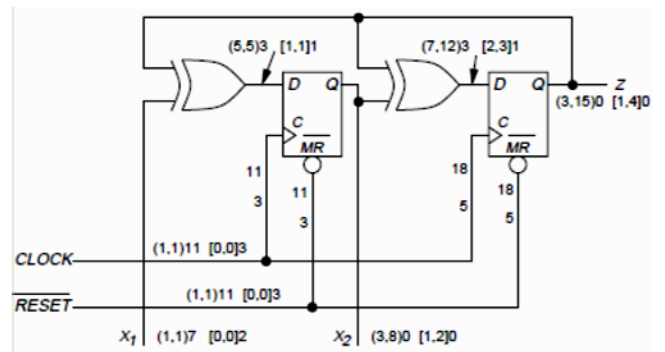 (5,5)3 [1,1]1
(7,12)3 [2,3]1
D Q
D Q
Z
(3,15)0 [1,4]0
C
MR
C
MR
11
3
11
3
18
5
18
5
CLOCK
(1,1)11 [0,0]3
RESET
(1,1)11 [0,0]3
X1 (1,1)7 [0,0]2
X2 (3,8)0 [1,2]0